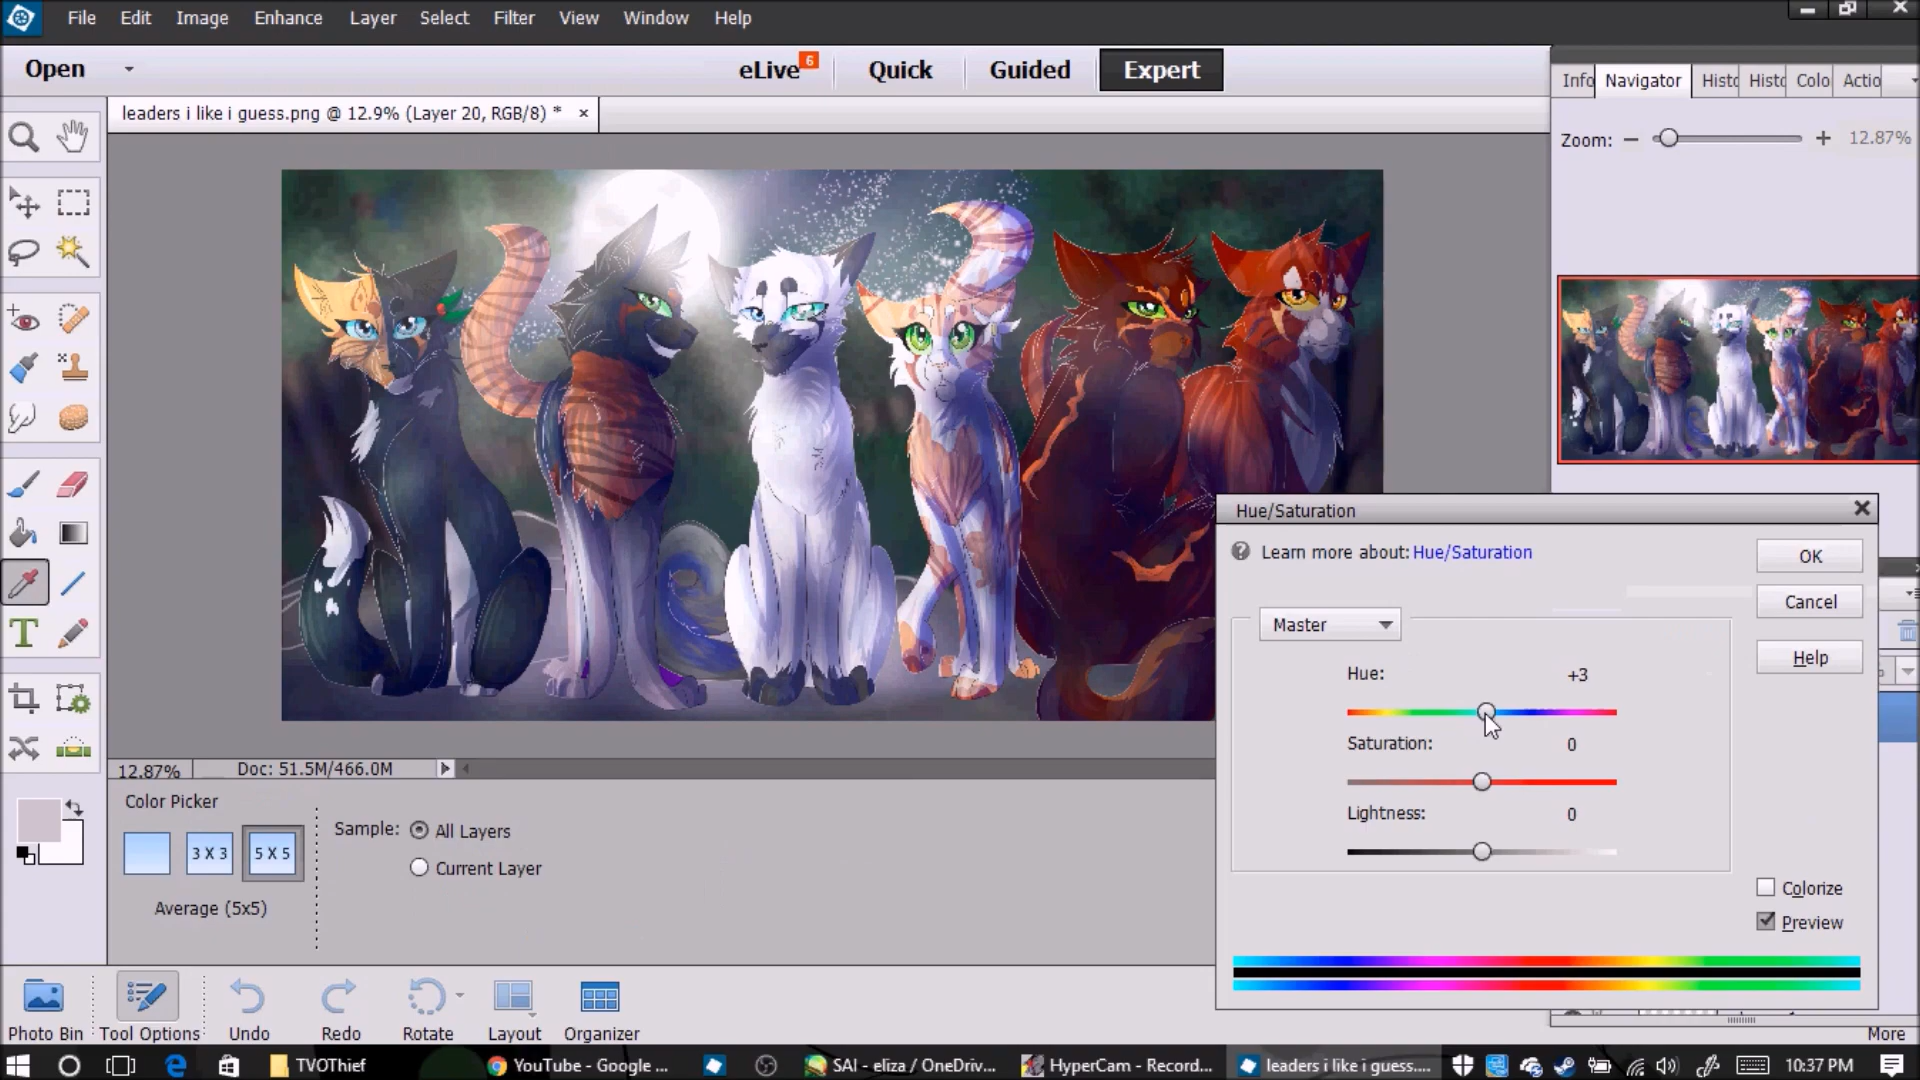 File Edit Image Enhance Layer Select Filter View Window Help
Open eLive 6 Quick Guided Expert
Info Navigator Histo Histo Colo Actio
leaders i like i guess.png @ 12.9% (Layer 20, RGB/8) * ×
Zoom: 12.87%
Hue/Saturation
Learn more about: Hue/Saturation
OK
Cancel
Master
Help
Hue: +3
Saturation: 0
Lightness: 0
Colorize
Preview
12.87% Doc: 51.5M/466.0M
Color Picker
Sample: All Layers
3 X 3 5 X 5
Current Layer
Average (5x5)
Photo Bin Tool Options Undo Redo Rotate Layout Organizer More
TVOThief YouTube - Google ... SAI - eliza / OneDriv... HyperCam - Record... leaders i like i guess.... 10:37 PM